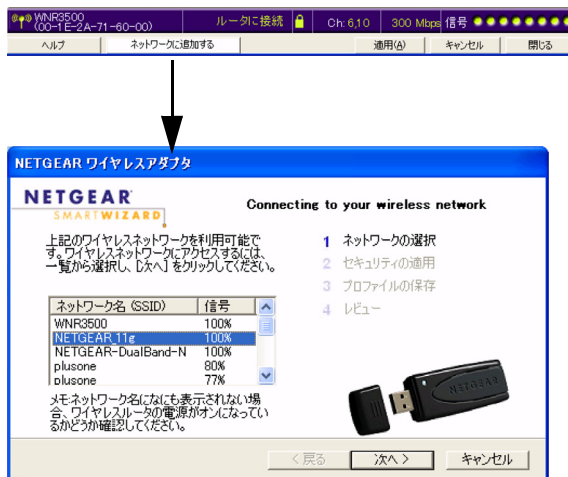 WNR3500
(00-1E-2A-71-60-00)
ルータに接続
Ch: 6,10
300 Mbps
信号
ヘルプ
ネットワークに追加する
適用(A)
キャンセル
閉じる
NETGEAR ワイヤレスアダプタ
NETGEAR
SMARTWIZARD
Connecting to your wireless network
上記のワイヤレスネットワークを利用可能で
す。ワイヤレスネットワークにアクセスするには、
一覧から選択し、[次へ] をクリックしてください。
ネットワーク名 (SSID) 信号
WNR3500 100%
NETGEAR_11g 100%
NETGEAR-DualBand-N 100%
plusone 80%
plusone 77%
メモ:ネットワーク名になにも表示されない場
合、ワイヤレスルータの電源がオンになってい
るかどうか確認してください。
1 ネットワークの選択
2 セキュリティの適用
3 プロファイルの保存
4 レビュー
NETGEAR
< 戻る
次へ >
キャンセル